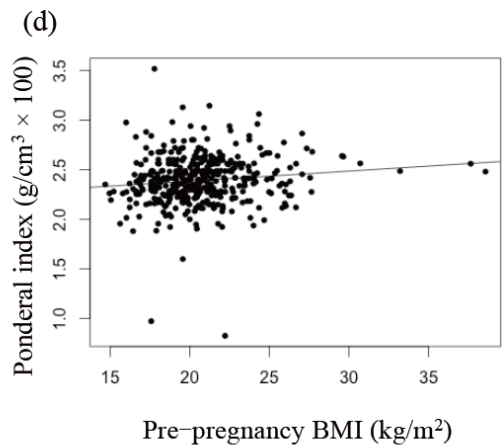 (d)
Ponderal index (g/cm³ × 100)
3.5
3.0
2.5
2.0
1.5
1.0
15 20 25 30 35
Pre-pregnancy BMI (kg/m²)